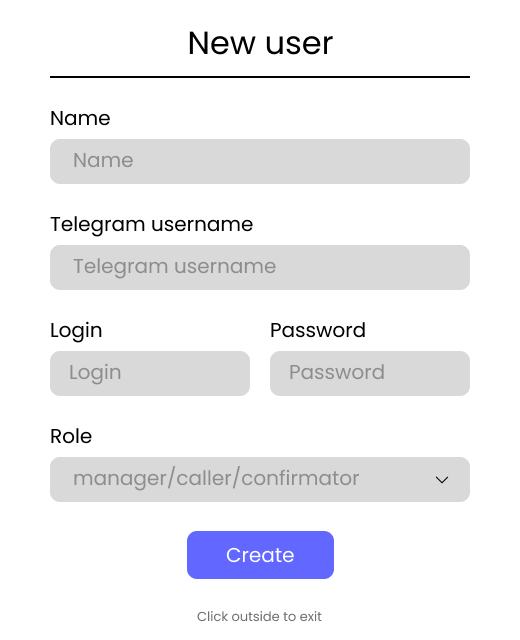 New user
Name
Name
Telegram username
Telegram username
Login
Password
Login
Password
Role
manager/caller/confirmator
Create
Click outside to exit